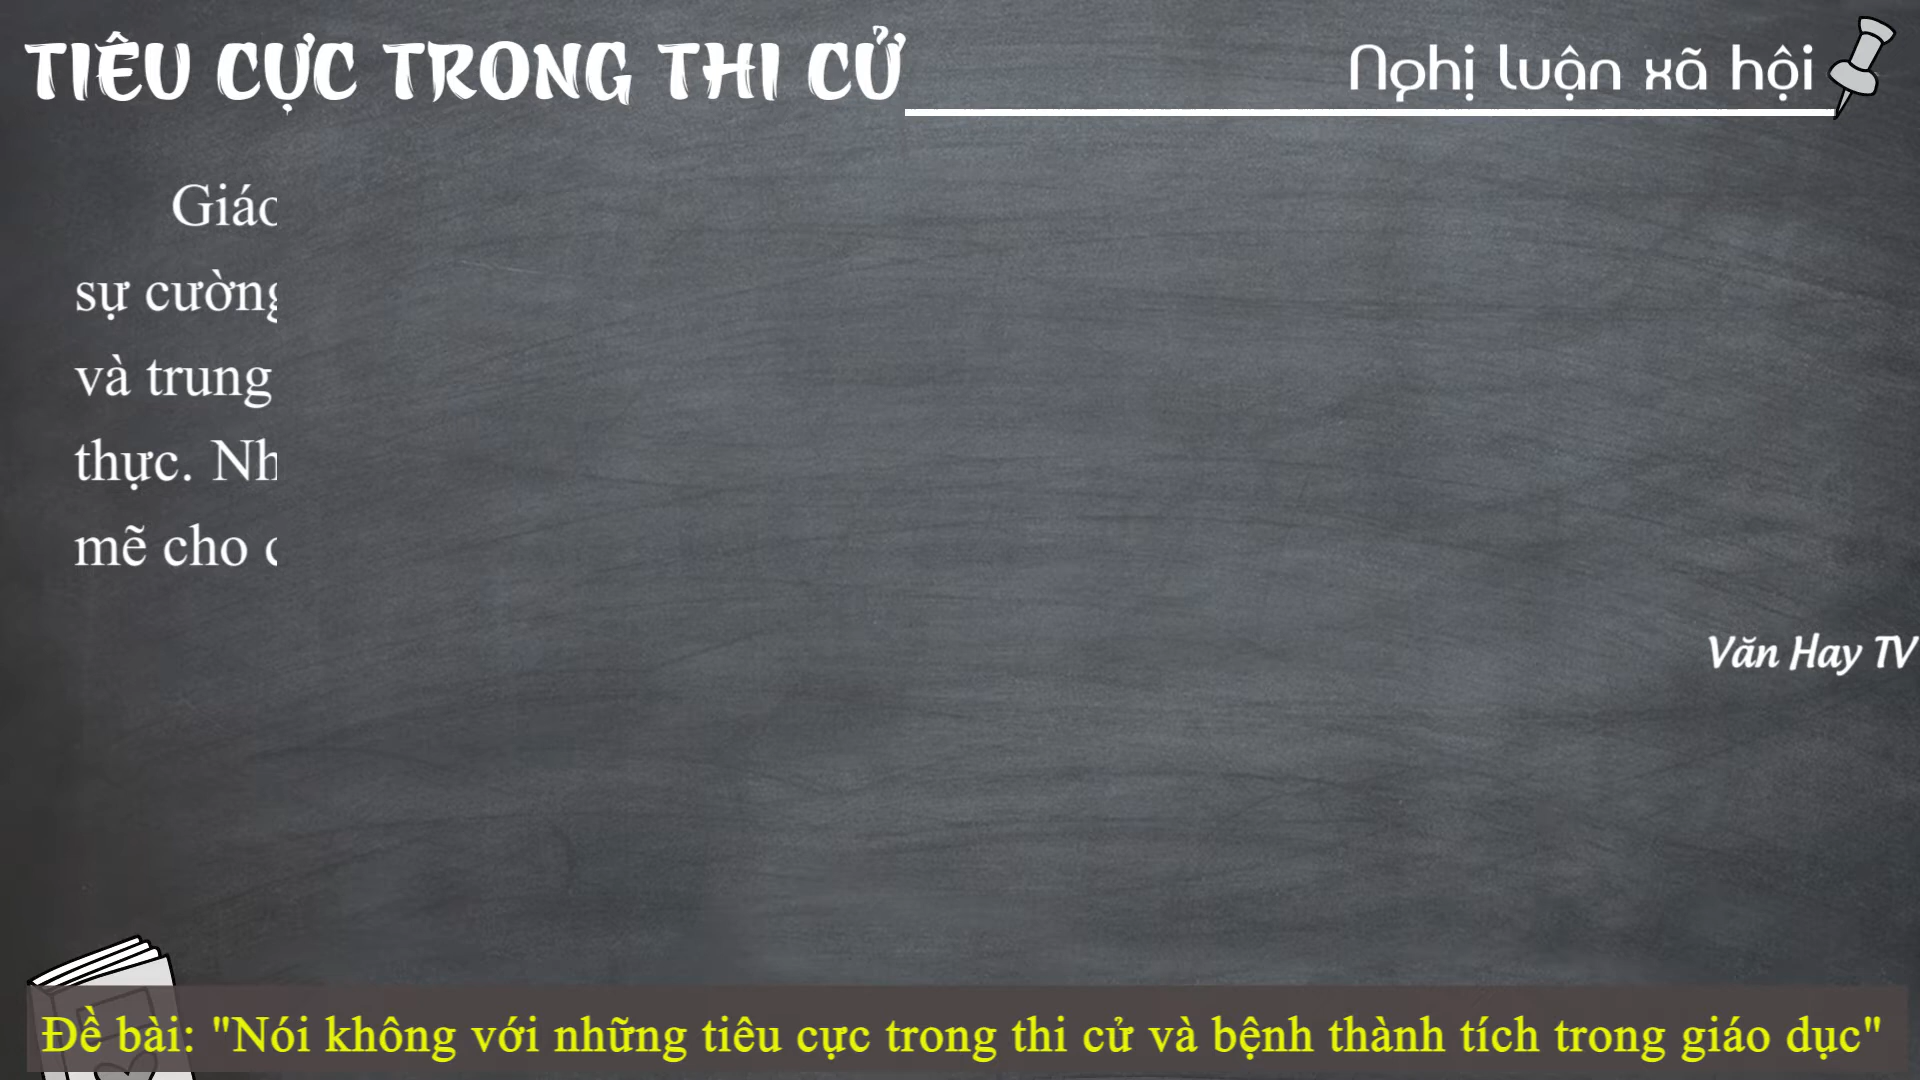 TIÊU CỰC TRONG THI CỬ
Nghị luận xã hội
Giáo
sự cường
và trung
thực. Nh
mẽ cho
Văn Hay TV
Đề bài: "Nói không với những tiêu cực trong thi cử và bệnh thành tích trong giáo dục"